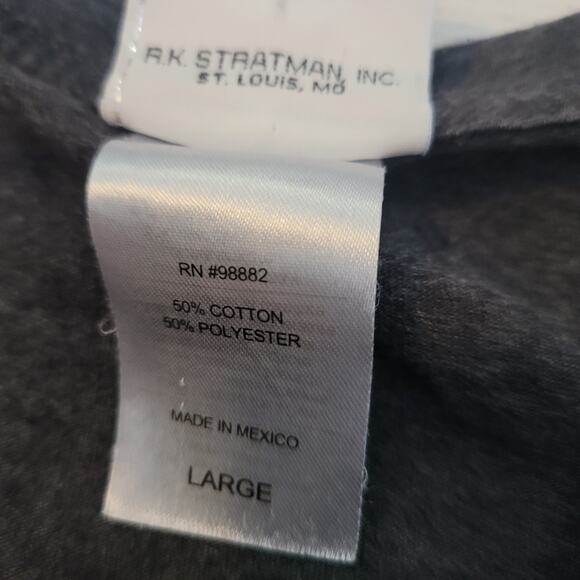 R.K. STRATMAN, INC.
ST. LOUIS, MO
RN #98882
50% COTTON
50% POLYESTER
MADE IN MEXICO
LARGE